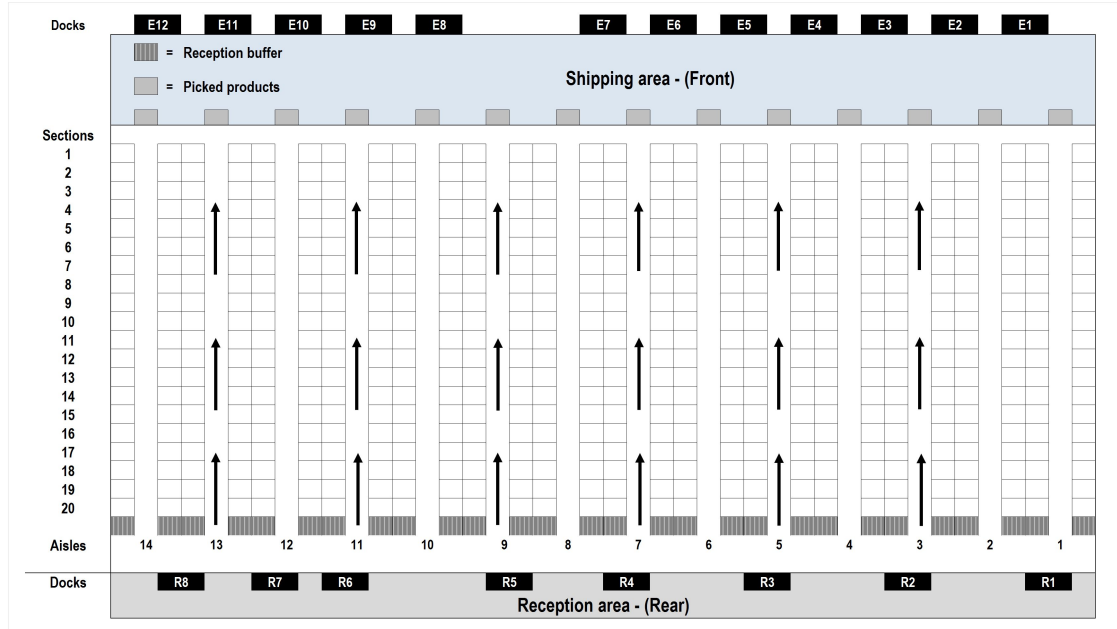 Docks E12 E11 E10 E9 E8 E7 E6 E5 E4 E3 E2 E1
= Reception buffer
Shipping area - (Front)
= Picked products
Sections
1
2
3
4
5
6
7
8
9
10
11
12
13
14
15
16
17
18
19
20
Aisles 14 13 12 11 10 9 8 7 6 5 4 3 2 1
Docks R8 R7 R6 R5 R4 R3 R2 R1
Reception area - (Rear)